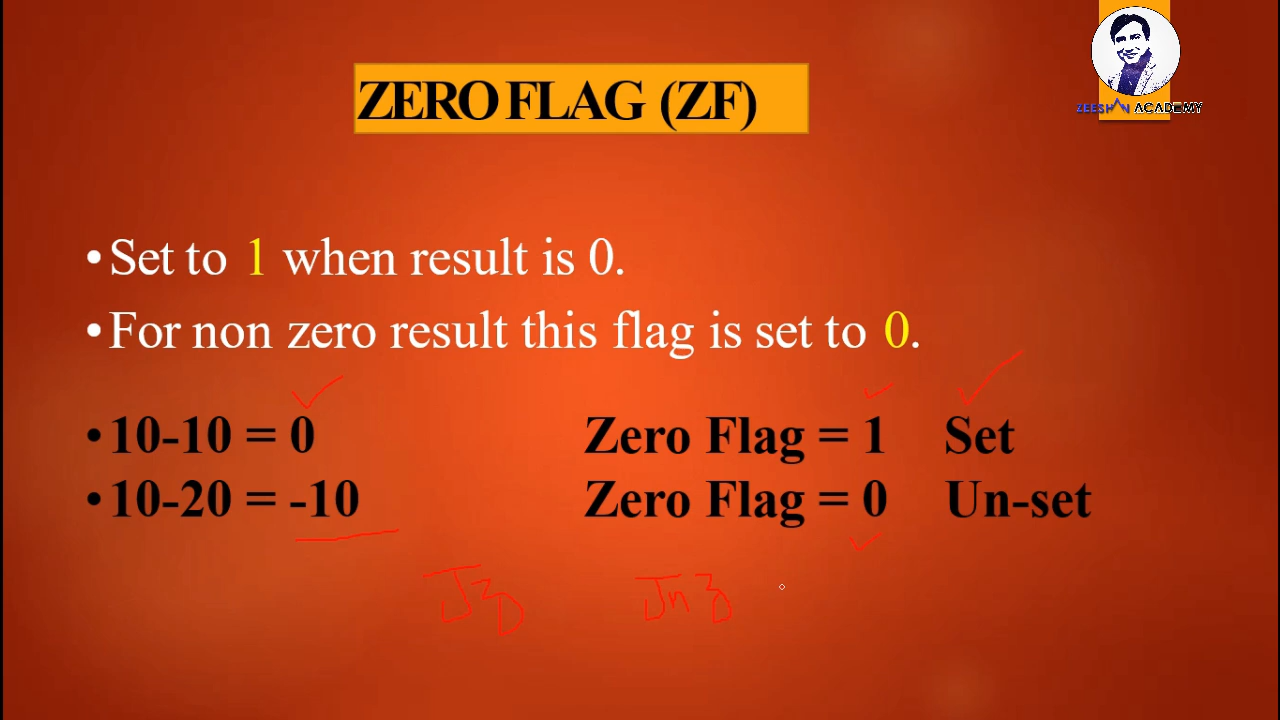 ZEESHAN ACADEMY
ZERO FLAG (ZF)
•Set to 1 when result is 0.
•For non zero result this flag is set to 0.
•10-10 = 0 Zero Flag = 1 Set
•10-20 = -10 Zero Flag = 0 Un-set
Jz Jnz